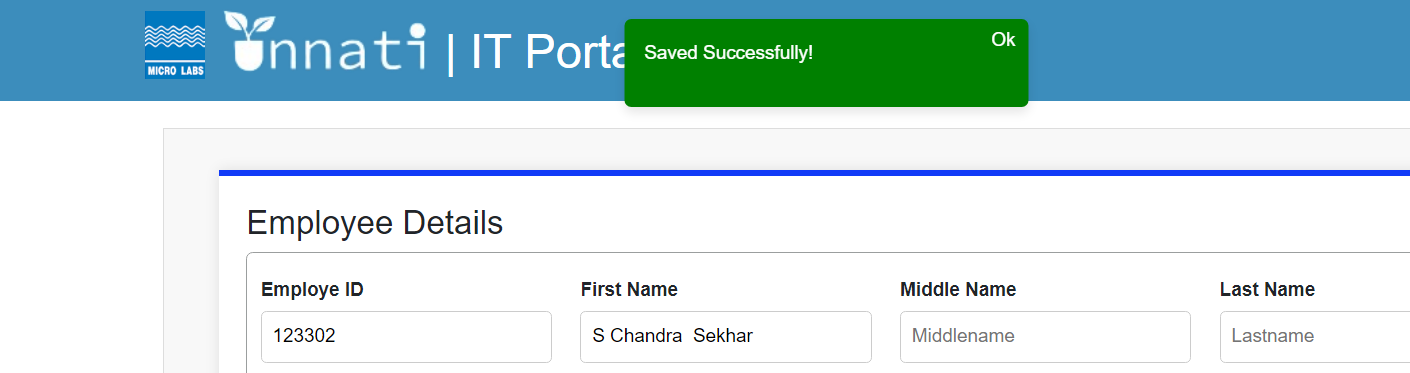 MICRO LABS
unnati | IT Porta
Saved Successfully!
Ok
Employee Details
Employe ID
First Name
Middle Name
Last Name
123302
S Chandra  Sekhar
Middlename
Lastname